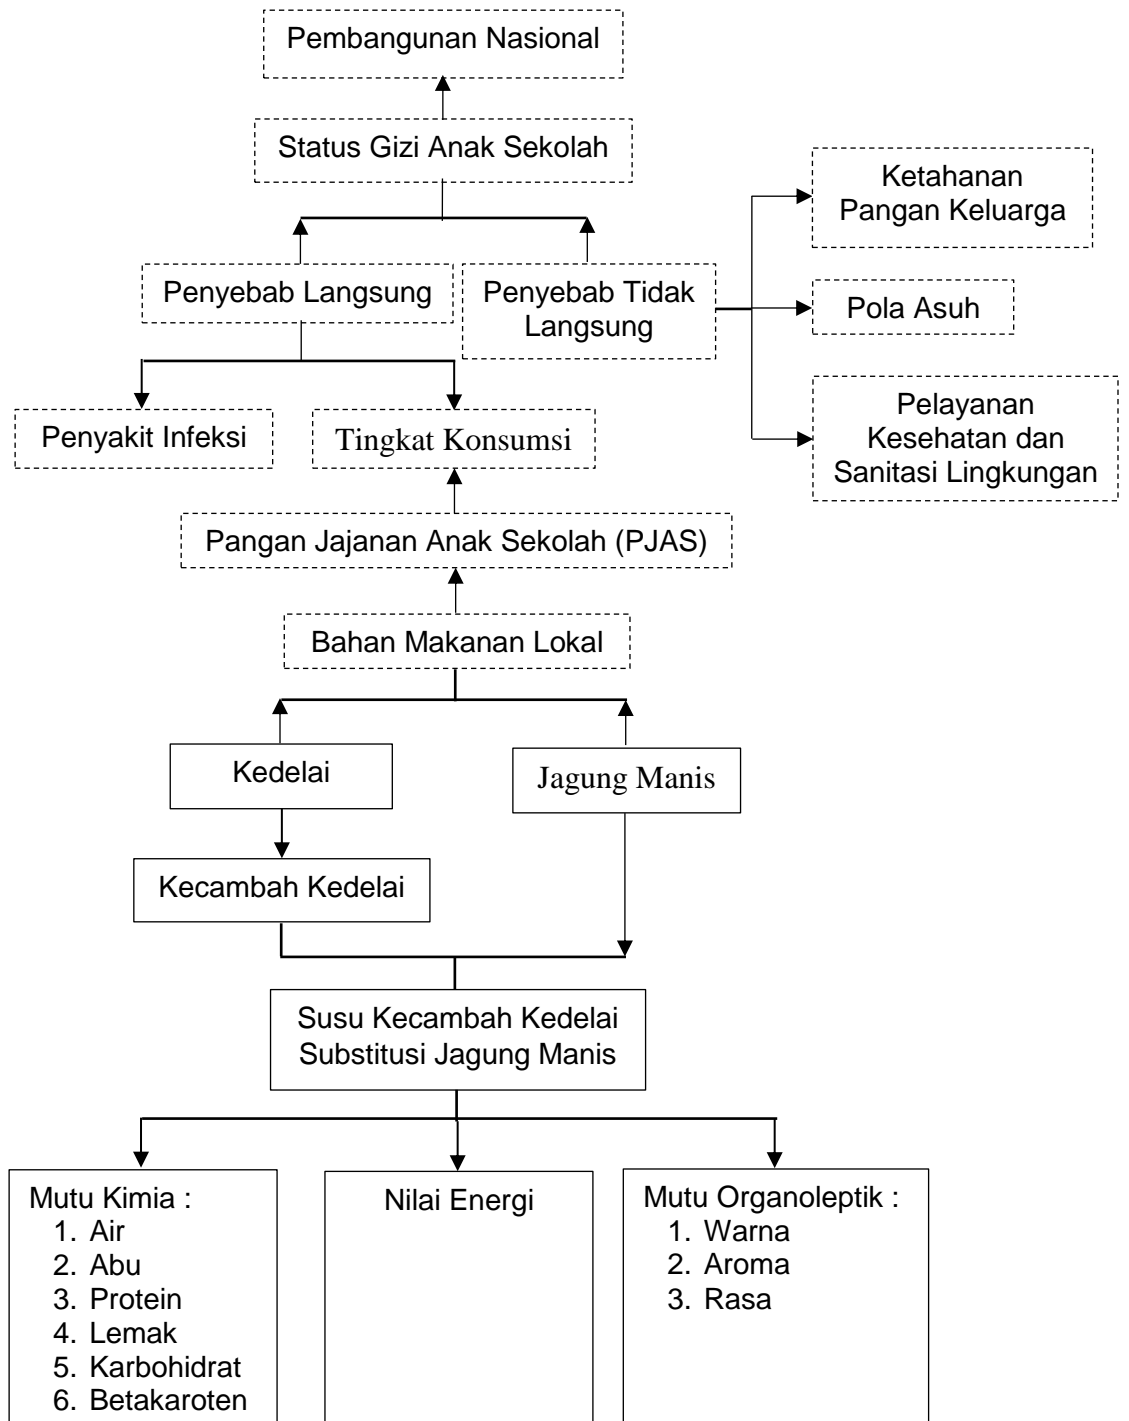 Pembangunan Nasional
Status Gizi Anak Sekolah
Ketahanan
Pangan Keluarga
Penyebab Langsung
Penyebab Tidak
Langsung
Pola Asuh
Pelayanan
Kesehatan dan
Sanitasi Lingkungan
Penyakit Infeksi
Tingkat Konsumsi
Pangan Jajanan Anak Sekolah (PJAS)
Bahan Makanan Lokal
Kedelai
Jagung Manis
Kecambah Kedelai
Susu Kecambah Kedelai
Substitusi Jagung Manis
Mutu Kimia :
1. Air
2. Abu
3. Protein
4. Lemak
5. Karbohidrat
6. Betakaroten
Nilai Energi
Mutu Organoleptik :
1. Warna
2. Aroma
3. Rasa